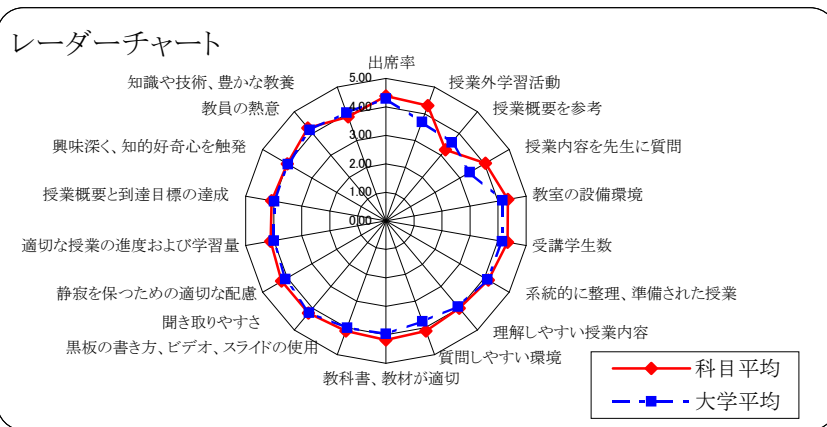 レーダーチャート
出席率
授業外学習活動
授業概要を参考
授業内容を先生に質問
教室の設備環境
受講学生数
系統的に整理、準備された授業
理解しやすい授業内容
質問しやすい環境
教科書、教材が適切
黒板の書き方、ビデオ、スライドの使用
聞き取りやすさ
静寂を保つための適切な配慮
適切な授業の進度および学習量
授業概要と到達目標の達成
興味深く、知的好奇心を触発
教員の熱意
知識や技術、豊かな教養
5.00
4.00
3.00
2.00
1.00
0.00
科目平均
大学平均